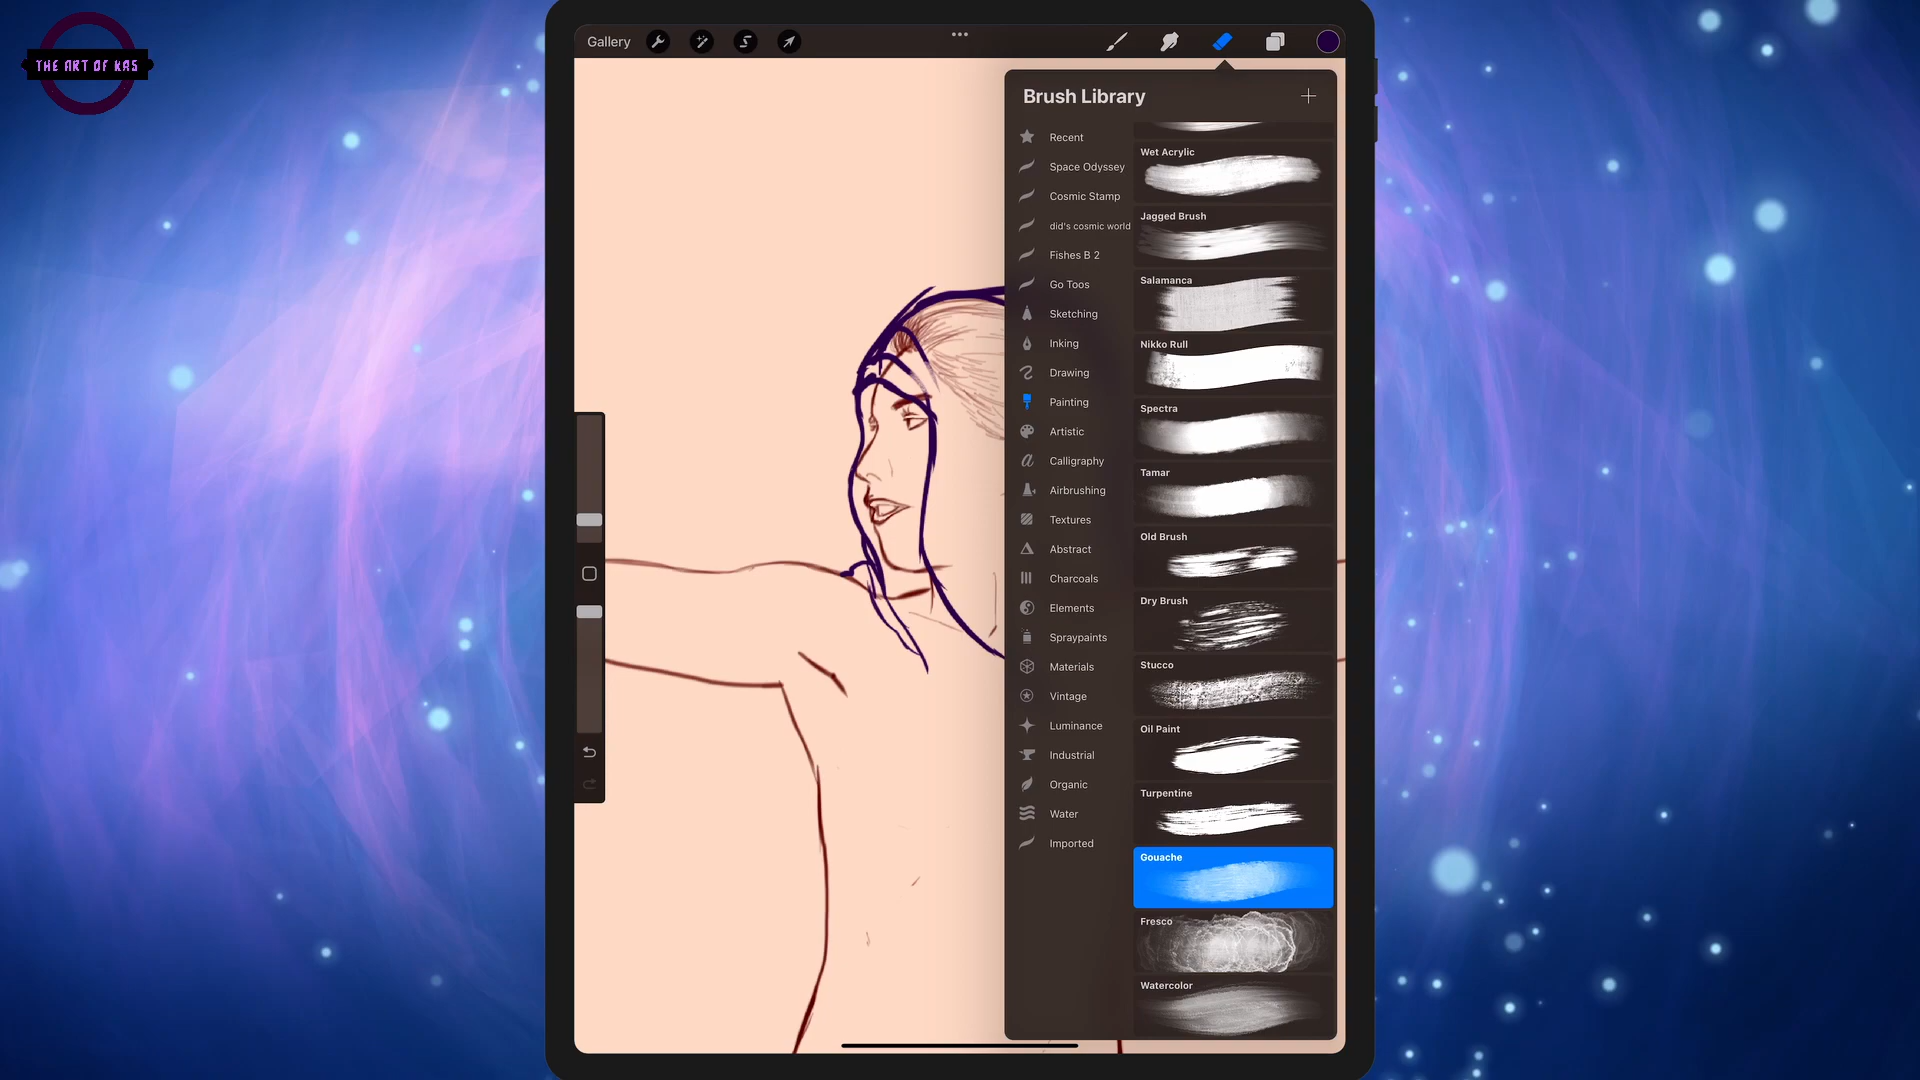 THE ART OF KAS
Gallery
Brush Library
Recent
Space Odyssey
Cosmic Stamp
did's cosmic world
Fishes B 2
Go Toos
Sketching
Inking
Drawing
Painting
Artistic
Calligraphy
Airbrushing
Textures
Abstract
Charcoals
Elements
Spraypaints
Materials
Vintage
Luminance
Industrial
Organic
Water
Imported
Wet Acrylic
Jagged Brush
Salamanca
Nikko Rull
Spectra
Tamar
Old Brush
Dry Brush
Stucco
Oil Paint
Turpentine
Gouache
Fresco
Watercolor